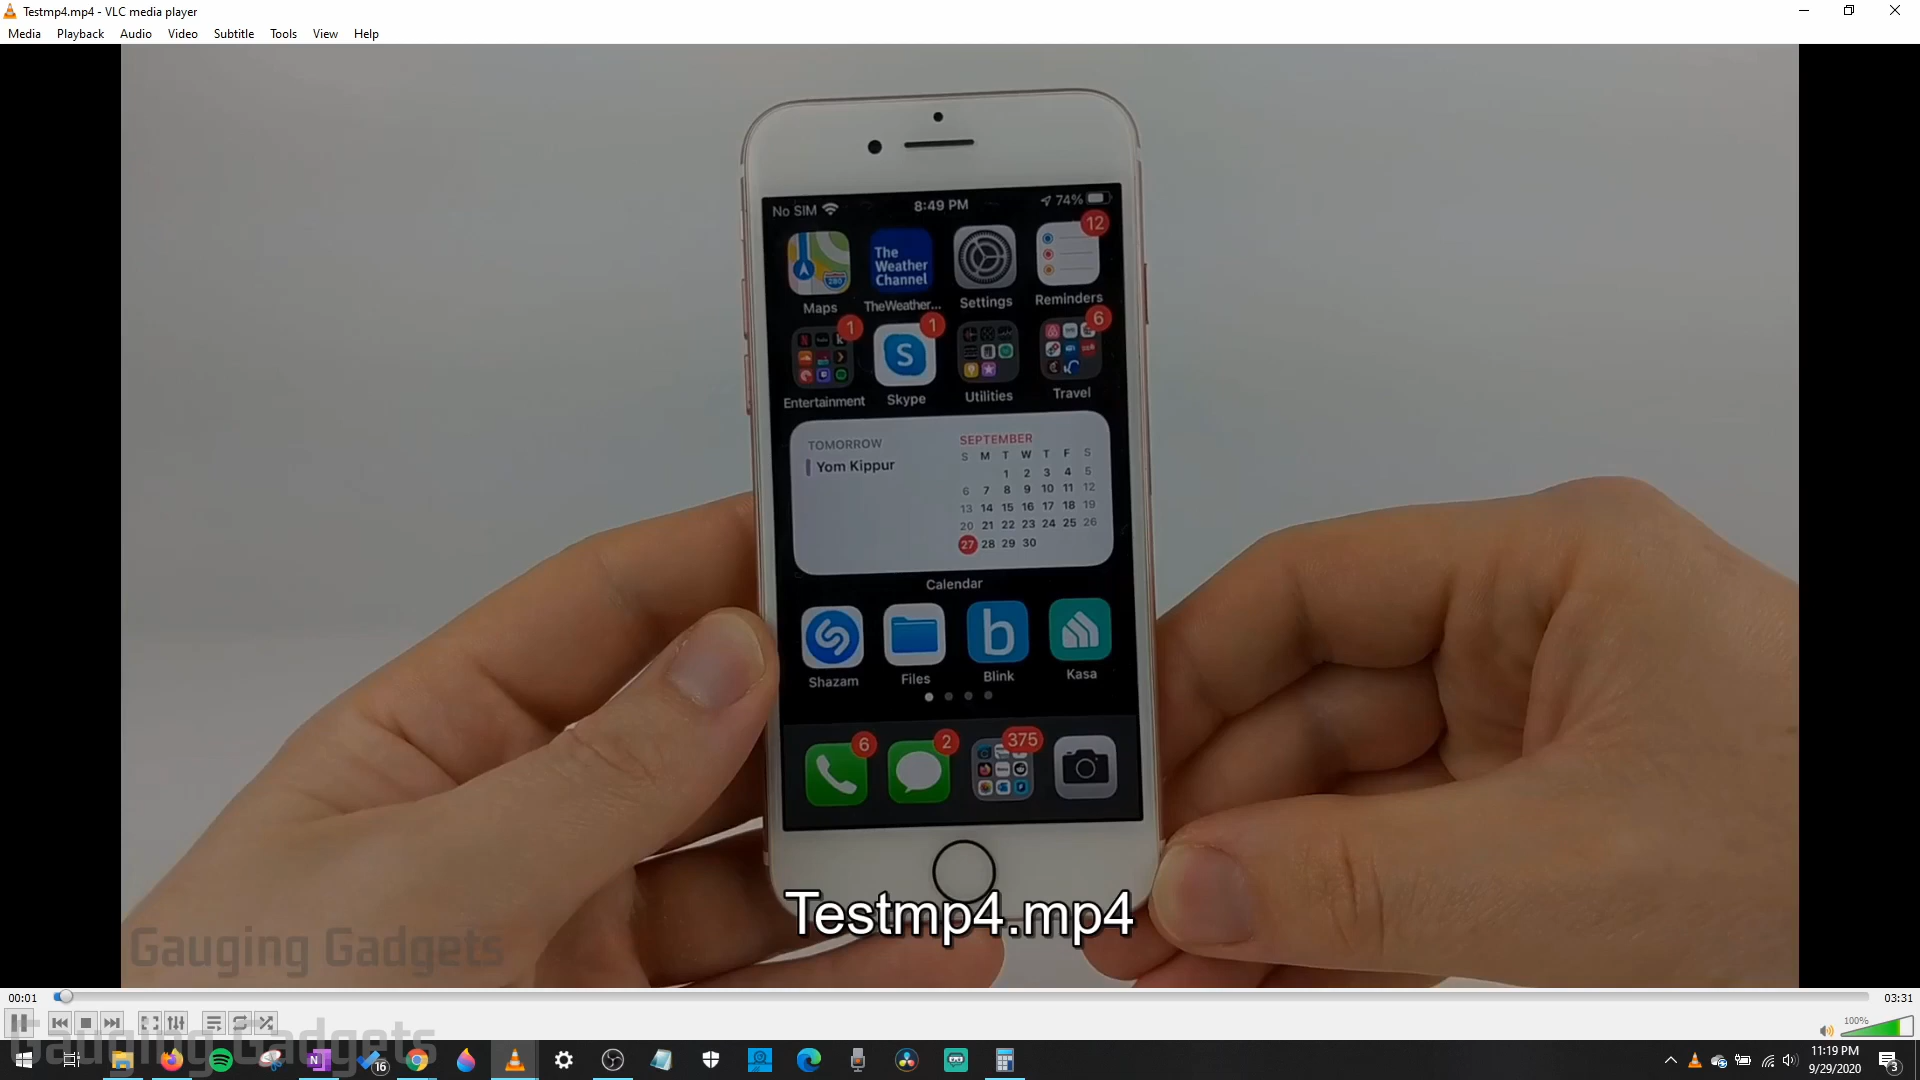 Testmp4.mp4 - VLC media player
Media Playback Audio Video Subtitle Tools View Help
No SIM 8:49 PM 74%
12
The Weather Channel
Maps TheWeather... Settings Reminders
1 1 6
S
Entertainment Skype Utilities Travel
TOMORROW
Yom Kippur
SEPTEMBER
S M T W T F S
1 2 3 4 5
6 7 8 9 10 11 12
13 14 15 16 17 18 19
20 21 22 23 24 25 26
27 28 29 30
Calendar
b
Shazam Files Blink Kasa
6 2 375
Testmp4.mp4
Gauging Gadgets
00:01 03:31
100%
Gauging Gadgets
N 16
11:19 PM
9/29/2020
3